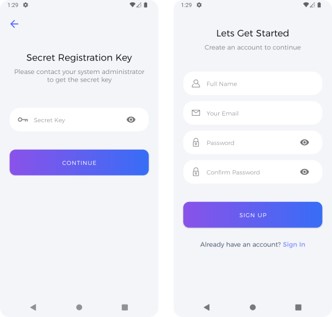 1:29
Secret Registration Key
Please contact your system administrator
to get the secret key
Secret Key
CONTINUE
1:29
Lets Get Started
Create an account to continue
Full Name
Your Email
Password
Confirm Password
SIGN UP
Already have an account? Sign In